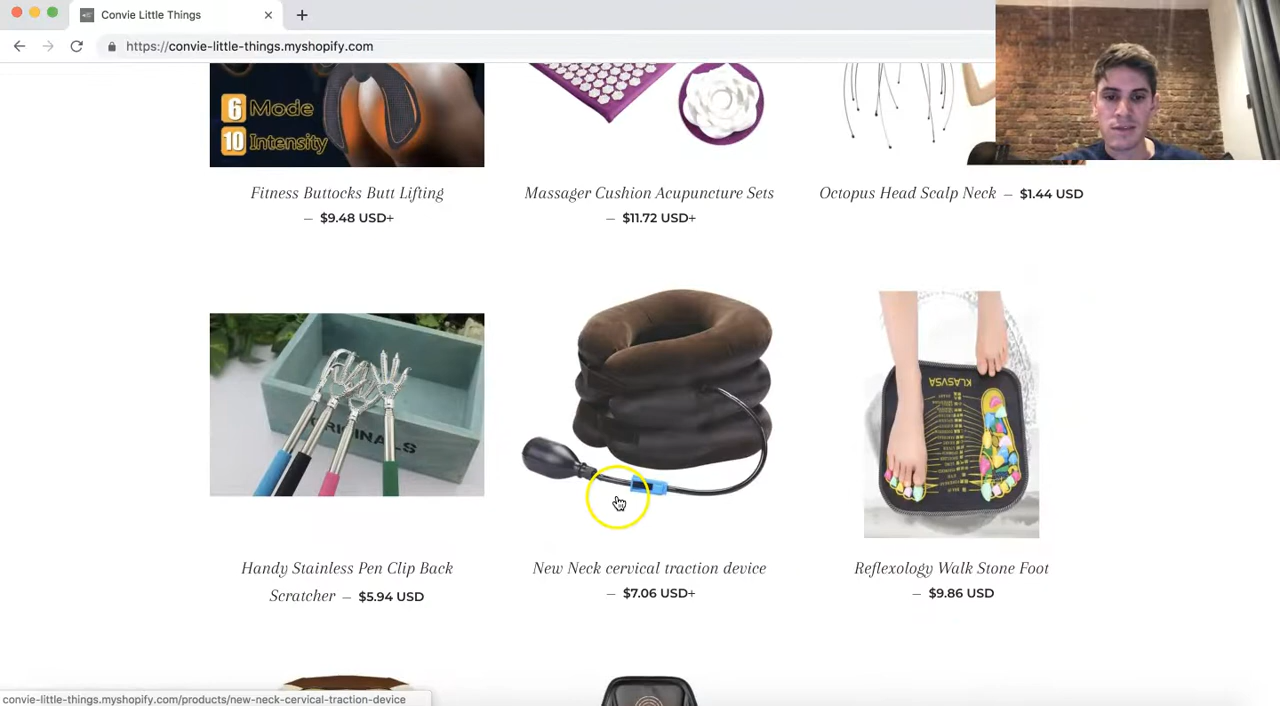 Convie Little Things
https://convie-little-things.myshopify.com
6 Mode
10 Intensity
Fitness Buttocks Butt Lifting
— $9.48 USD+
Massager Cushion Acupuncture Sets
— $11.72 USD+
Octopus Head Scalp Neck — $1.44 USD
ORIGINALS
KLASVSA
Handy Stainless Pen Clip Back
Scratcher — $5.94 USD
New Neck cervical traction device
— $7.06 USD+
Reflexology Walk Stone Foot
— $9.86 USD
convie-little-things.myshopify.com/products/new-neck-cervical-traction-device